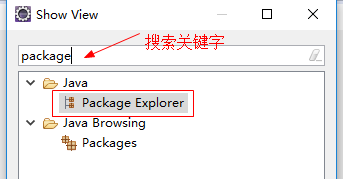 Show View
package
搜索关键字
Java
Package Explorer
Java Browsing
Packages